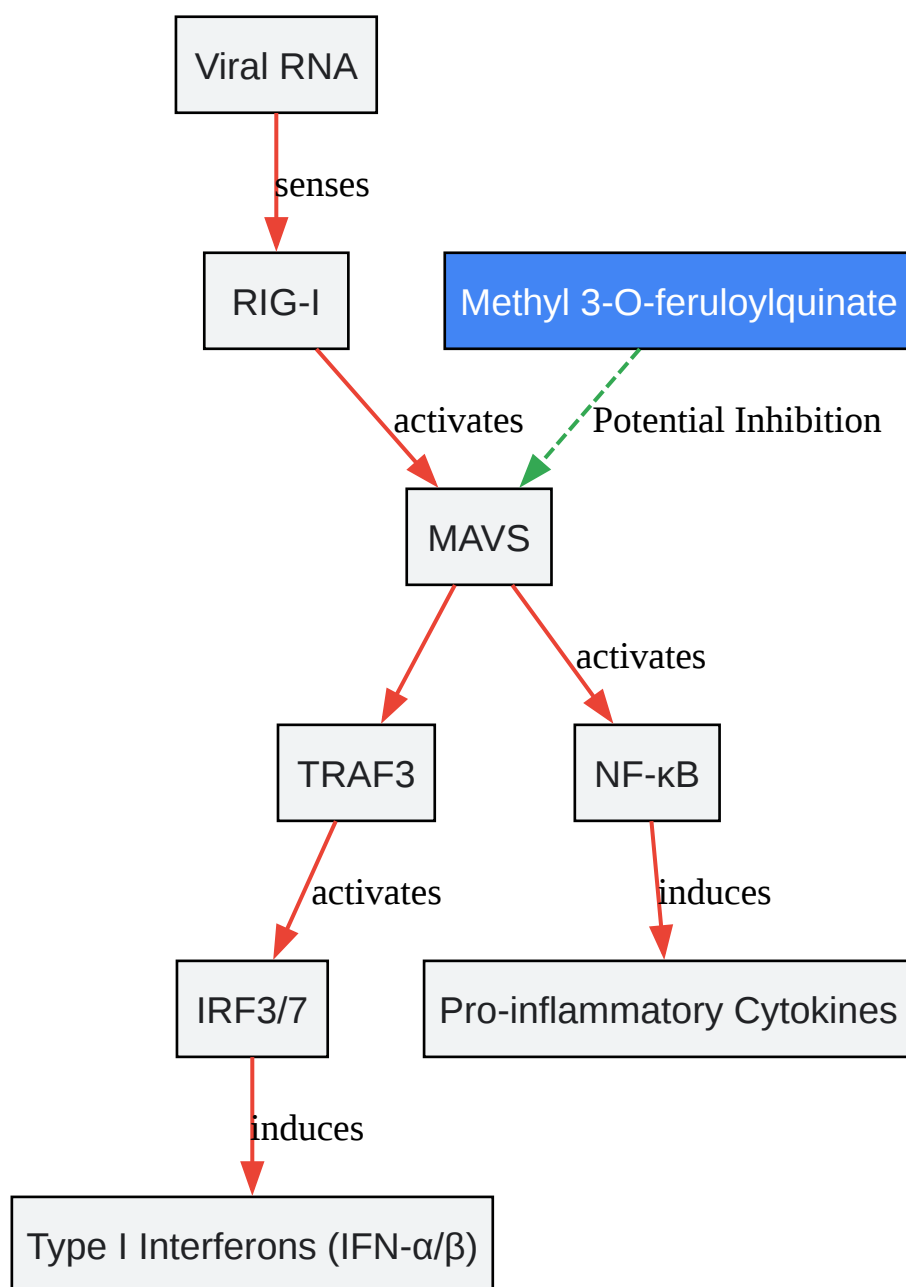 Viral RNA
senses
RIG-I
Methyl 3-O-feruloylquinate
activates
Potential Inhibition
MAVS
activates
TRAF3
NF-κB
activates
induces
IRF3/7
Pro-inflammatory Cytokines
induces
Type I Interferons (IFN-α/β)